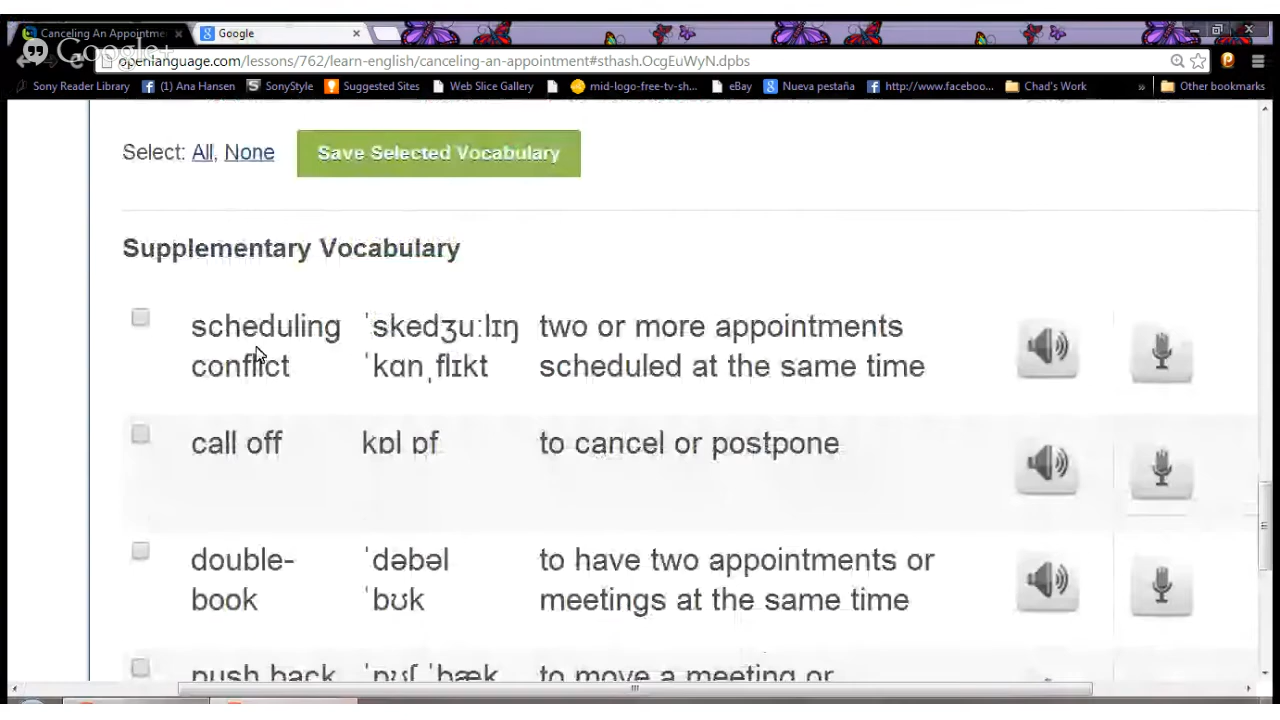 Canceling An Appointme
Google
Google+
openlanguage.com/lessons/762/learn-english/canceling-an-appointment#sthash.OcgEuWyN.dpbs
Sony Reader Library
(1) Ana Hansen
SonyStyle
Suggested Sites
Web Slice Gallery
mid-logo-free-tv-sh...
eBay
Nueva pestaña
http://www.faceboo...
Chad's Work
»
Other bookmarks
Select: All, None
Save Selected Vocabulary
Supplementary Vocabulary
scheduling ˈskedʒuːlɪŋ two or more appointments
conflict ˈkɑnˌflɪkt scheduled at the same time
call off kɒl ɒf to cancel or postpone
double- ˈdəbəl to have two appointments or
book ˈbʊk meetings at the same time
push back ˈpʊʃ ˈbæk to move a meeting or